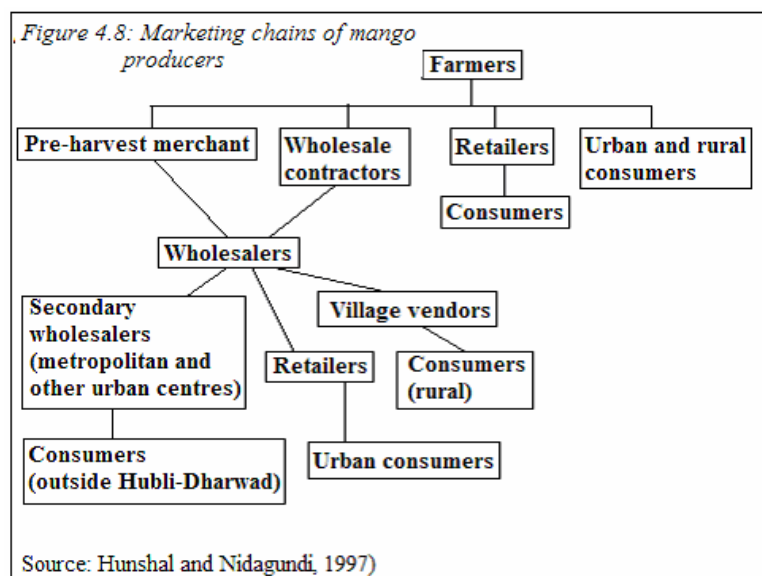 Figure 4.8: Marketing chains of mango
producers
Farmers
Pre-harvest merchant
Wholesale
contractors
Retailers
Urban and rural
consumers
Consumers
Wholesalers
Secondary
wholesalers
(metropolitan and
other urban centres)
Village vendors
Retailers
Consumers
(rural)
Consumers
(outside Hubli-Dharwad)
Urban consumers
Source: Hunshal and Nidagundi, 1997)